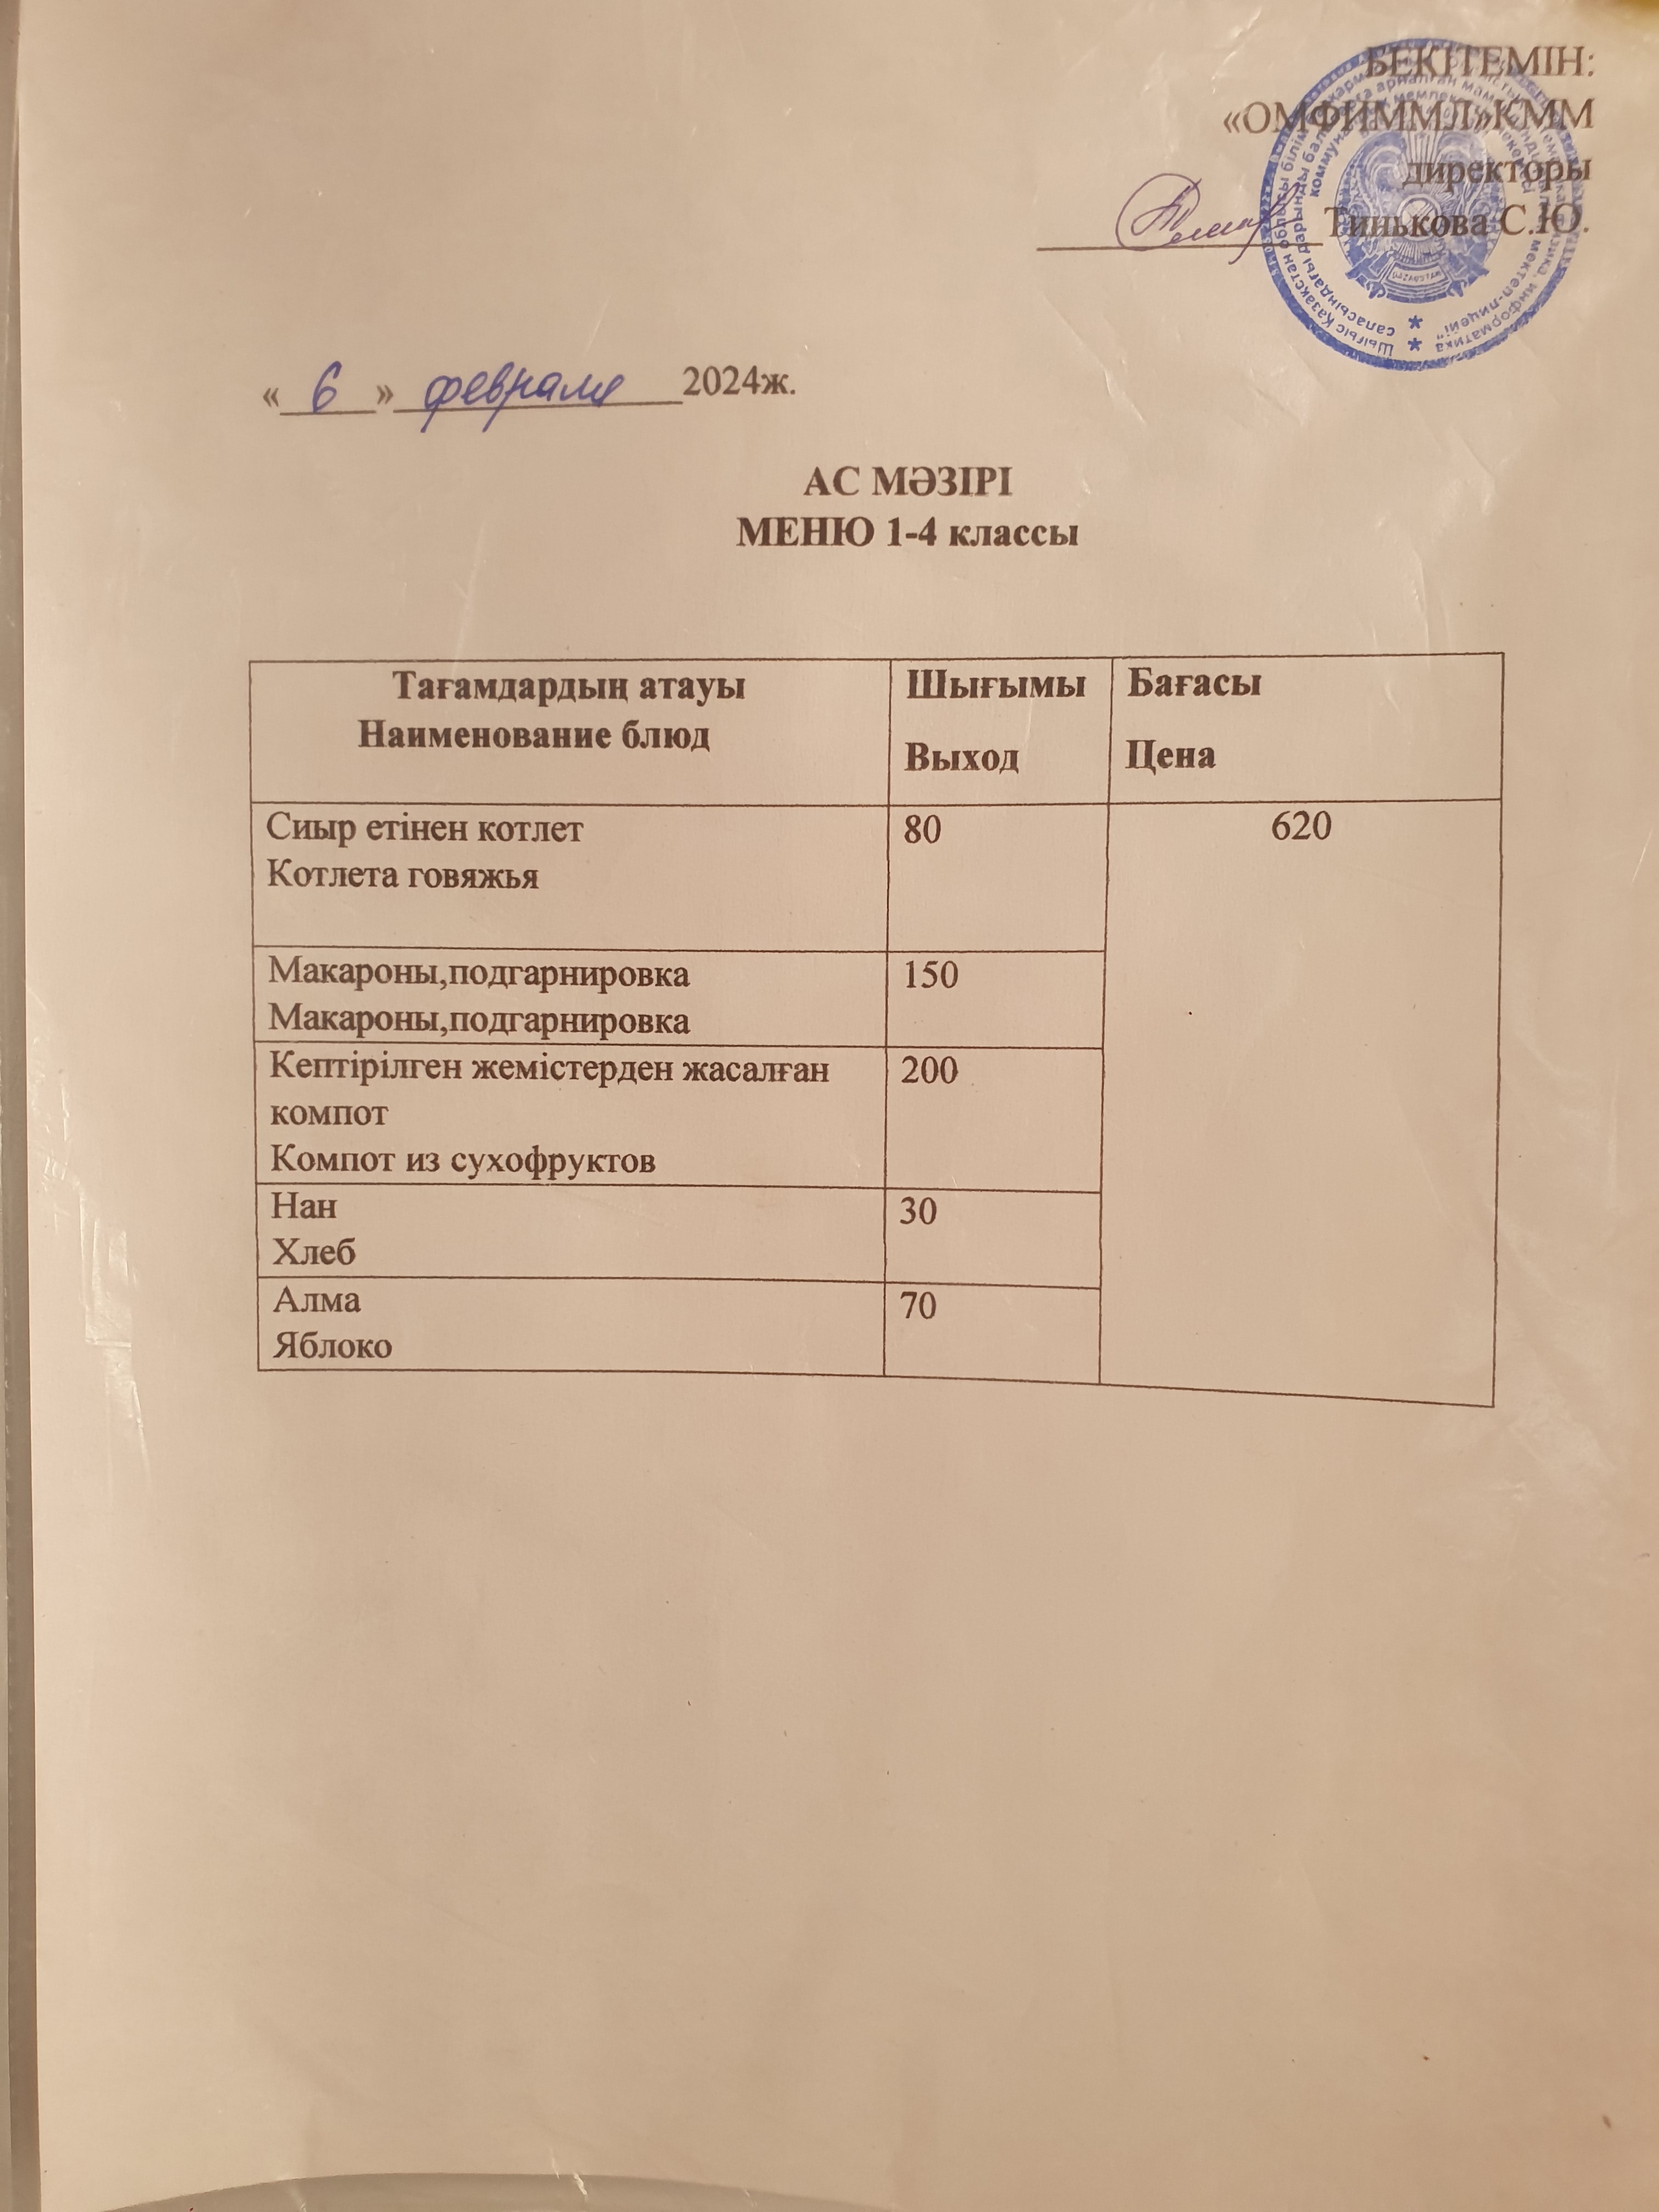 БЕКІТЕМІН:
«ОМФИММЛ»КММ
директоры
Тинькова С.Ю.
«6» февраля 2024ж.
АС МӘЗІРІ
МЕНЮ 1-4 классы
Тағамдардың атауы
Наименование блюд
Шығымы
Выход
Бағасы
Цена
Сиыр етінен котлет
Котлета говяжья
80
620
Макароны,подгарнировка
Макароны,подгарнировка
150
Кептірілген жемістерден жасалған
компот
Компот из сухофруктов
200
Нан
Хлеб
30
Алма
Яблоко
70